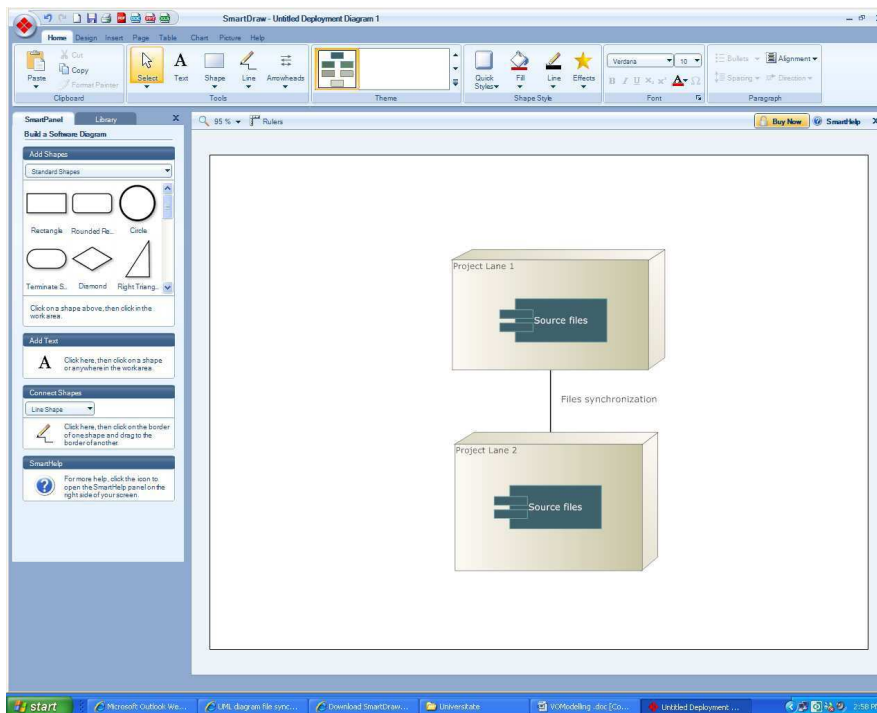 SmartDraw - Untitled Deployment Diagram 1
Home Design Insert Page Table Chart Picture Help
Paste
Cut
Copy
Format Painter
Clipboard
Select
Text
Shape
Line
Arrowheads
Tools
Theme
Quick Styles
Fill
Line
Effects
Shape Style
Verdana 10
B I U
Font
Bullets Alignment
Spacing Direction
Paragraph
SmartPanel Library X
95 % Rulers
Buy Now SmartHelp X
Build a Software Diagram
Add Shapes
Standard Shapes
Rectangle Rounded Re... Circle
Terminate S... Diamond Right Triang...
Click on a shape above, then click in the
work area.
Add Text
A
Click here, then click on a shape
or anywhere in the work area.
Connect Shapes
Line Shape
Click here, then click on the border
of one shape and drag to the
border of another.
SmartHelp
For more help, click the icon to
open the SmartHelp panel on the
right side of your screen.
Project Lane 1
Source files
Files synchronization
Project Lane 2
Source files
start
Microsoft Outlook We...
UML diagram file sync...
Download SmartDraw...
Universitate
VOModelling .doc [Co...
Untitled Deployment ...
2:58 PM